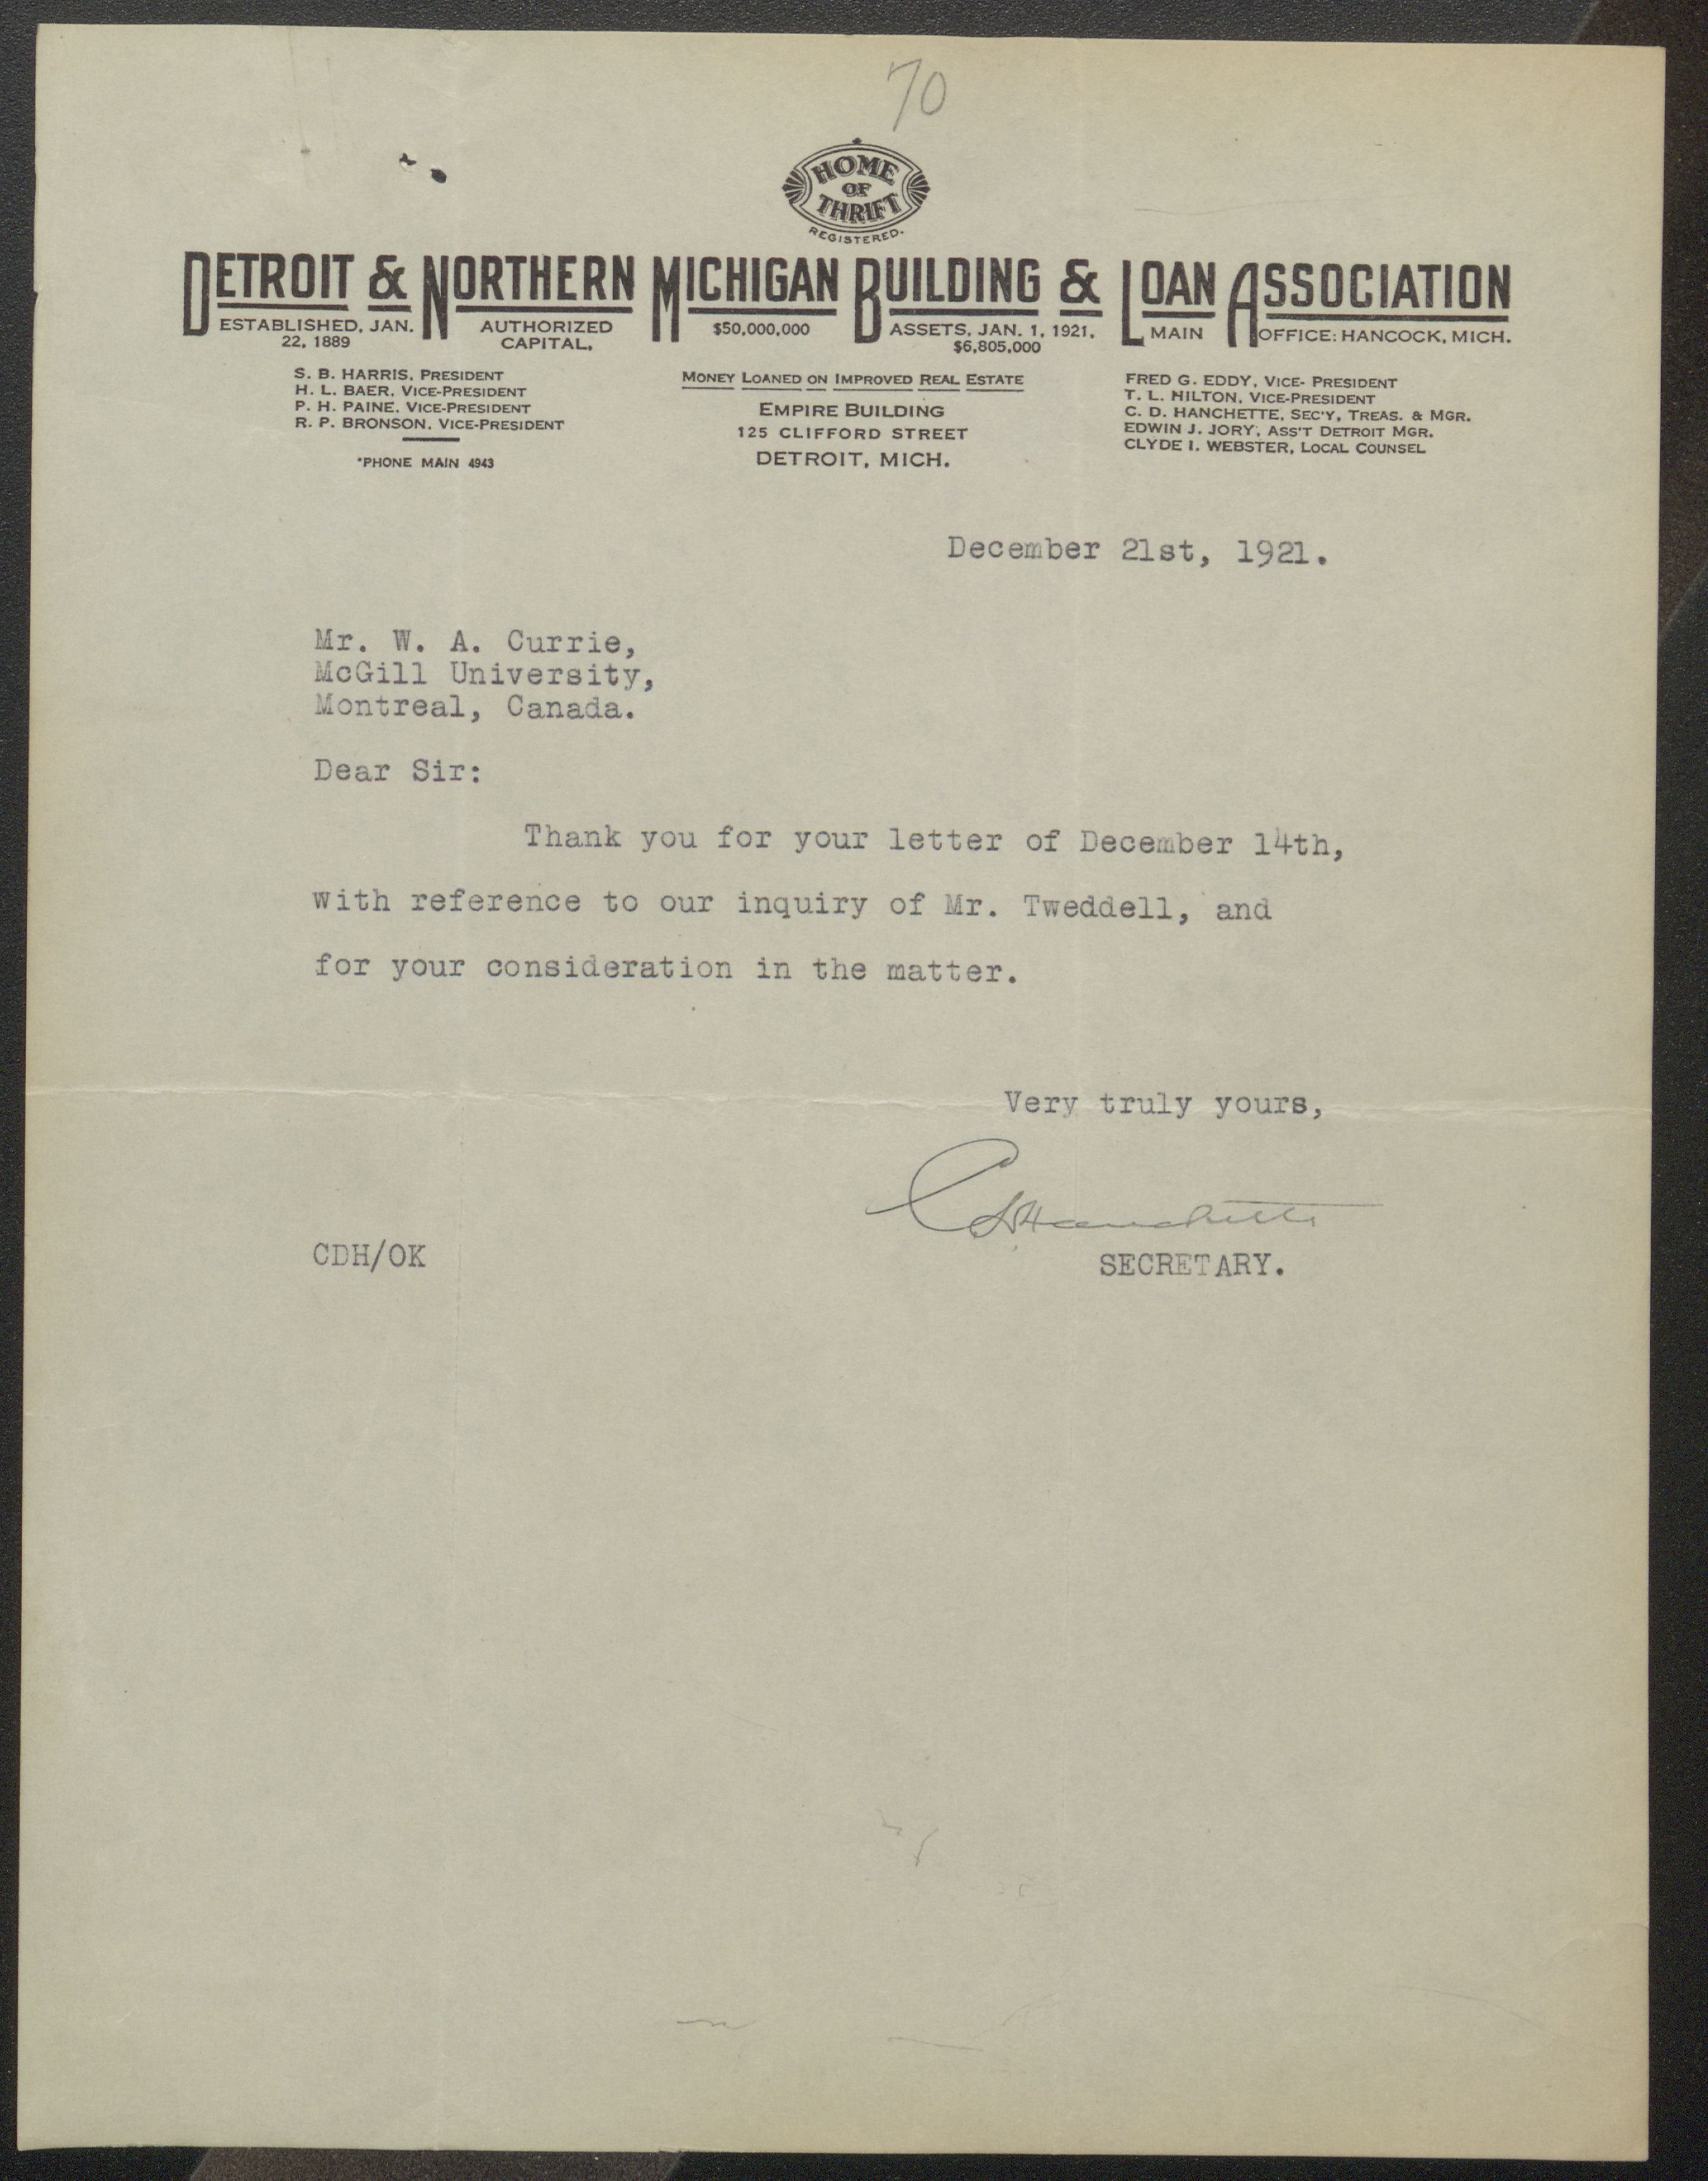 70
HOME
OF
THRIFT
REGISTERED.
DETROIT & NORTHERN MICHIGAN BUILDING & LOAN ASSOCIATION
ESTABLISHED, JAN. 22, 1889
AUTHORIZED CAPITAL, $50,000,000
ASSETS, JAN. 1, 1921, $6,805,000
MAIN OFFICE: HANCOCK, MICH.
S. B. HARRIS, PRESIDENT
H. L. BAER, VICE-PRESIDENT
P. H. PAINE, VICE-PRESIDENT
R. P. BRONSON, VICE-PRESIDENT
'PHONE MAIN 4943
MONEY LOANED ON IMPROVED REAL ESTATE
EMPIRE BUILDING
125 CLIFFORD STREET
DETROIT, MICH.
FRED G. EDDY, VICE- PRESIDENT
T. L. HILTON, VICE-PRESIDENT
C. D. HANCHETTE, SEC'Y, TREAS. & MGR.
EDWIN J. JORY, ASS'T DETROIT MGR.
CLYDE I. WEBSTER, LOCAL COUNSEL
December 21st, 1921.
Mr. W. A. Currie,
McGill University,
Montreal, Canada.
Dear Sir:
Thank you for your letter of December 14th,
with reference to our inquiry of Mr. Tweddell, and
for your consideration in the matter.
Very truly yours,
C D Hanchette
CDH/OK
SECRETARY.